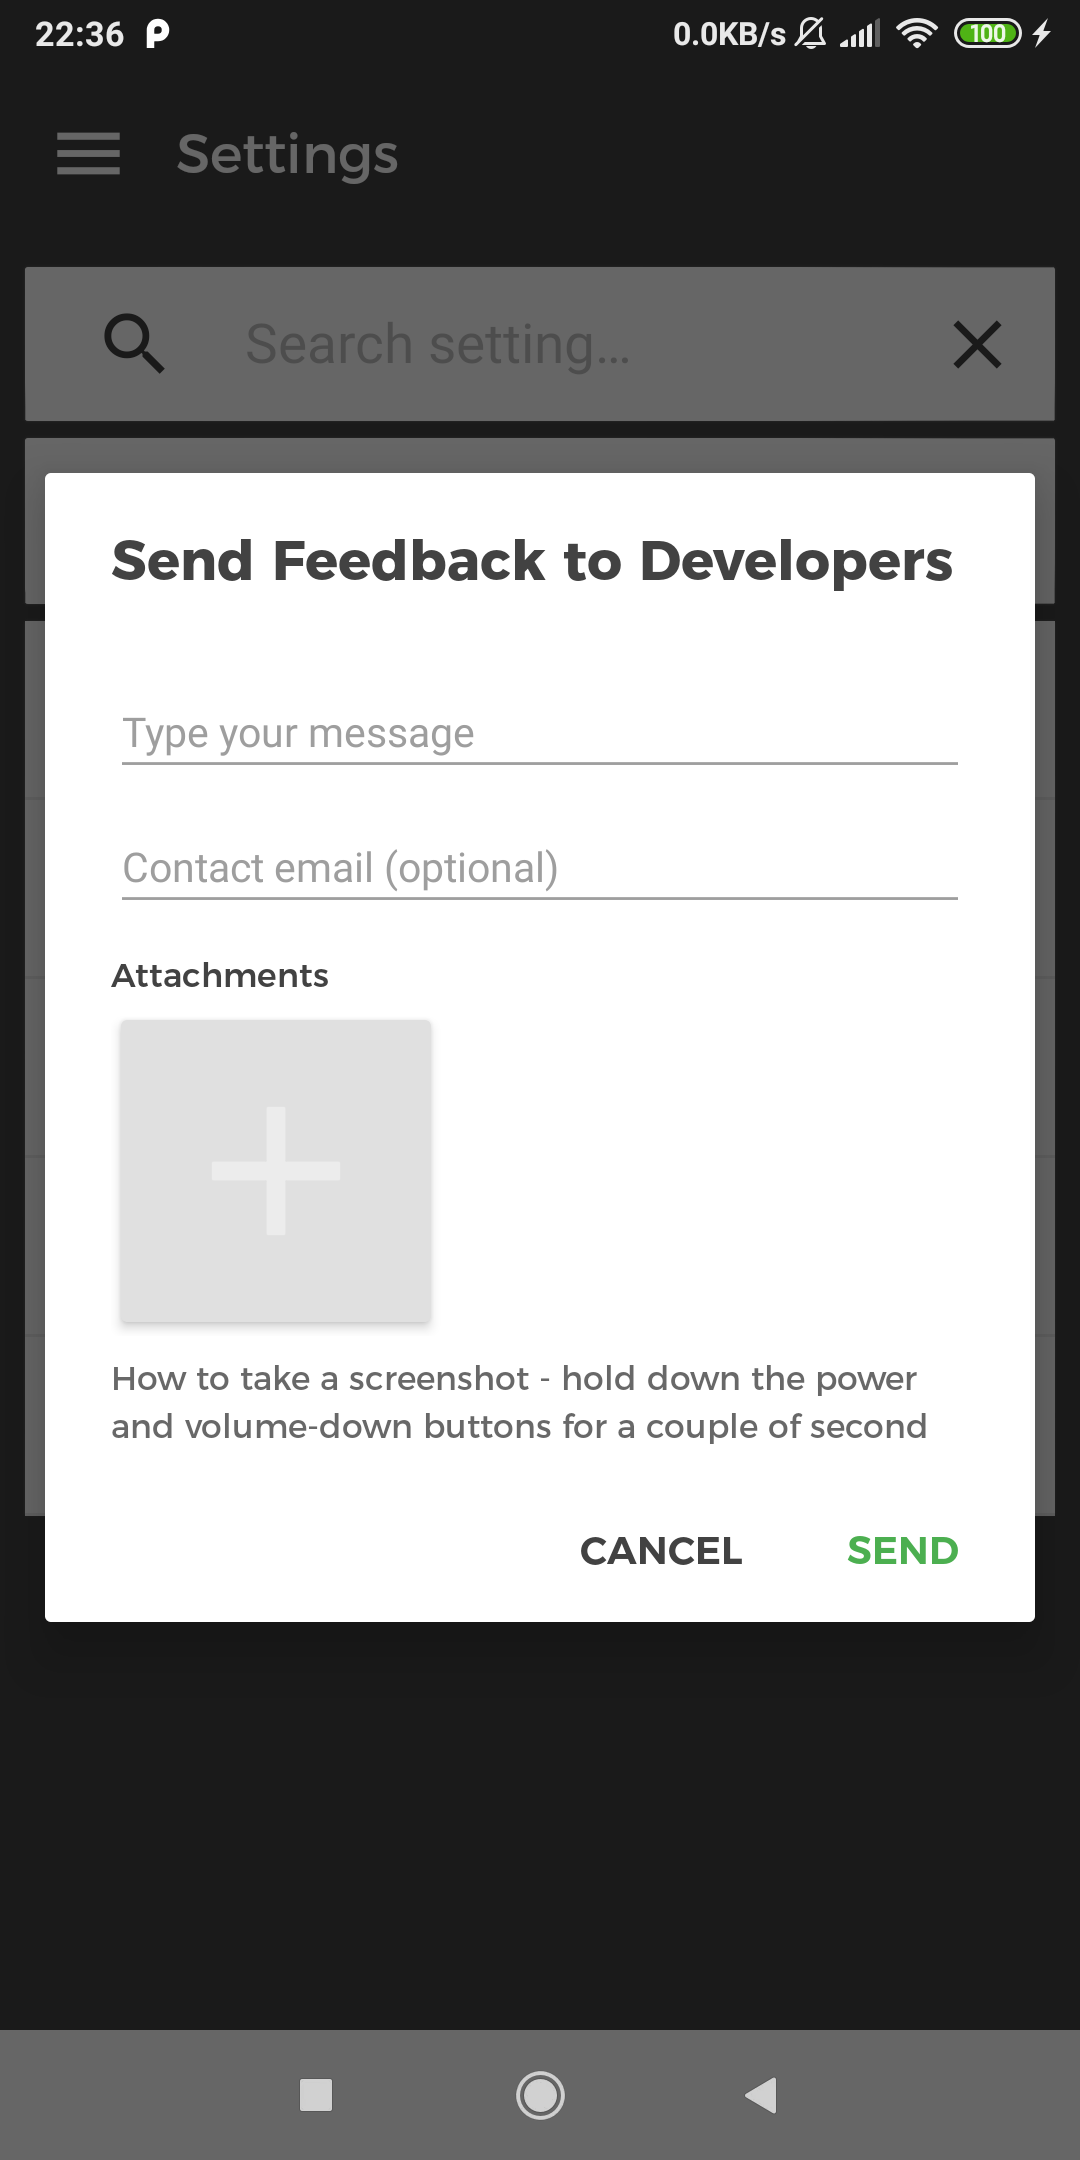 22:36
0.0KB/s
100
Settings
Search setting...
Send Feedback to Developers
Type your message
Contact email (optional)
Attachments
How to take a screenshot - hold down the power
and volume-down buttons for a couple of second
CANCEL SEND